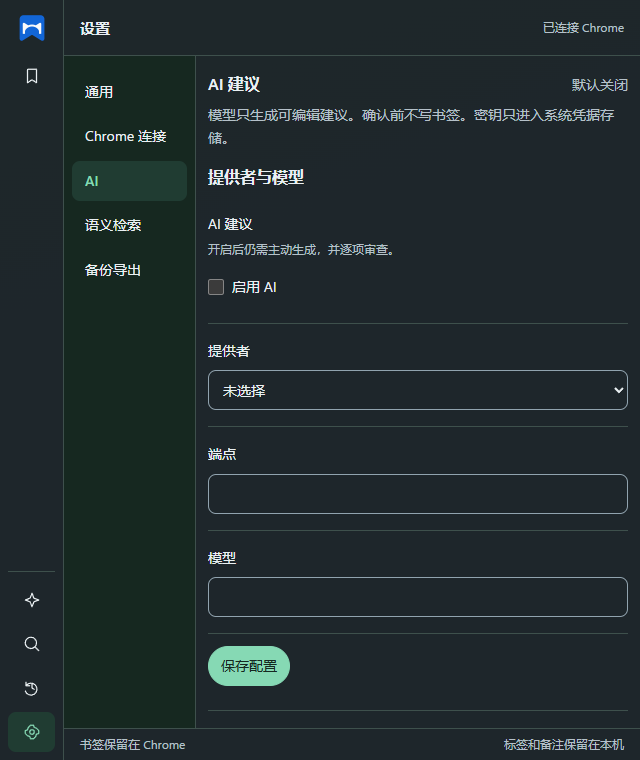 设置
已连接 Chrome
通用
Chrome 连接
AI
语义检索
备份导出
AI 建议
默认关闭
模型只生成可编辑建议。确认前不写书签。密钥只进入系统凭据存
储。
提供者与模型
AI 建议
开启后仍需主动生成，并逐项审查。
启用 AI
提供者
未选择
端点
模型
保存配置
书签保留在 Chrome
标签和备注保留在本机